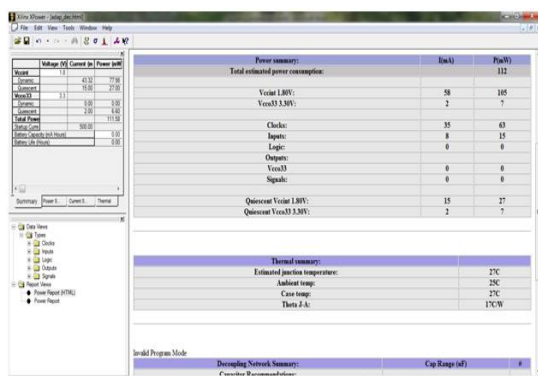 Xilinx XPower - [adap_dec.html]
File Edit View Tools Window Help
Voltage (V) Current (m Power (mW
Vccint 1.8
Dynamic 43.32 77.98
Quiescent 15.00 27.00
Vcco33 3.3
Dynamic 0.00 0.00
Quiescent 2.00 6.60
Total Powe 111.58
Startup Curre 500.00
Battery Capacity (mA Hours) 0.00
Battery Life (Hours) 0.00
Summary Power S... Current S... Thermal
Data Views
Types
Clocks
Inputs
Logic
Outputs
Signals
Report Views
Power Report (HTML)
Power Report
Power summary: I(mA) P(mW)
Total estimated power consumption: 112
Vccint 1.80V: 58 105
Vcco33 3.30V: 2 7
Clocks: 35 63
Inputs: 8 15
Logic: 0 0
Outputs:
Vcco33 0 0
Signals: 0 0
Quiescent Vccint 1.80V: 15 27
Quiescent Vcco33 3.30V: 2 7
Thermal summary:
Estimated junction temperature: 27C
Ambient temp: 25C
Case temp: 27C
Theta J-A: 17C/W
Invalid Program Mode
Decoupling Network Summary: Cap Range (uF) #
Capacitor Recommendations: